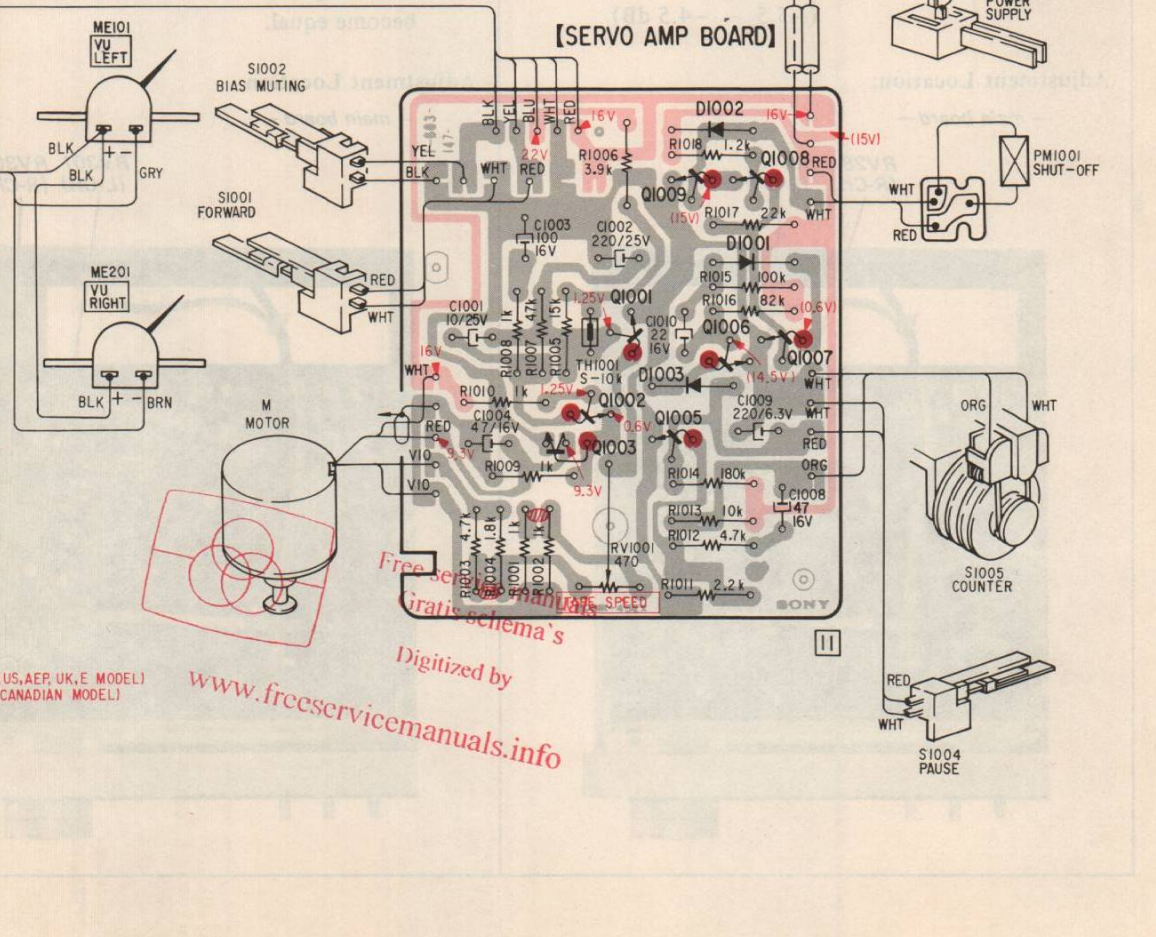 ME101
VU
LEFT
BLK
BLK
GRY
S1002
BIAS MUTING
YEL
BLK
S1001
FORWARD
RED
WHT
ME201
VU
RIGHT
BLK
BRN
M
MOTOR
[SERVO AMP BOARD]
POWER
SUPPLY
BLK
YEL
BLU
WHT
RED
16V
22V
WHT
RED
R1006
3.9k
D1002
16V
(15V)
R1018
1.2k
Q1008
RED
Q1009
(15V)
R1017
22k
WHT
C1003
100
16V
C1002
220/25V
D1001
R1015
100k
R1016
82k
(0.6V)
C1001
10/25V
1k
47k
15k
R1008
R1007
R1005
1.25V
Q1001
C1010
22
16V
Q1006
Q1007
(14.5V)
TH1001
S-10k
D1003
16V
WHT
R1010
1k
1.25V
Q1002
0.6V
C1009
220/6.3V
WHT
WHT
RED
ORG
C1004
47/16V
RED
9.3V
VIO
VIO
R1009
1k
Q1003
9.3V
Q1005
R1014
180k
C1008
47
16V
R1013
10k
R1012
4.7k
R1011
2.2k
4.7k
1.8k
1k
1k
R1003
R1004
R1001
R1002
RV1001
470
TAPE SPEED
SONY
11
WHT
RED
PM1001
SHUT-OFF
ORG
WHT
S1005
COUNTER
RED
WHT
S1004
PAUSE
US,AEP, UK,E MODEL)
CANADIAN MODEL)
Free service manuals
Gratis schema`s
Digitized by
www.freeservicemanuals.info